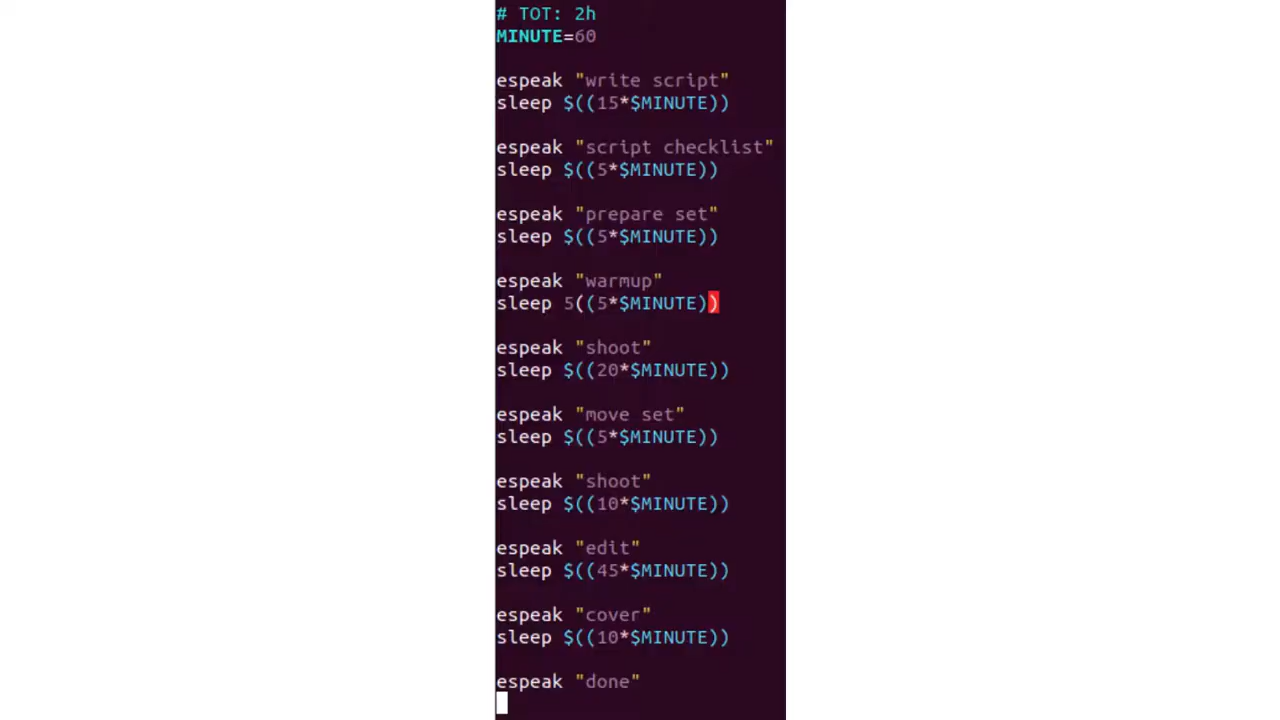 # TOT: 2h
MINUTE=60
espeak "write script"
sleep $((15*$MINUTE))
espeak "script checklist"
sleep $((5*$MINUTE))
espeak "prepare set"
sleep $((5*$MINUTE))
espeak "warmup"
sleep 5((5*$MINUTE))
espeak "shoot"
sleep $((20*$MINUTE))
espeak "move set"
sleep $((5*$MINUTE))
espeak "shoot"
sleep $((10*$MINUTE))
espeak "edit"
sleep $((45*$MINUTE))
espeak "cover"
sleep $((10*$MINUTE))
espeak "done"